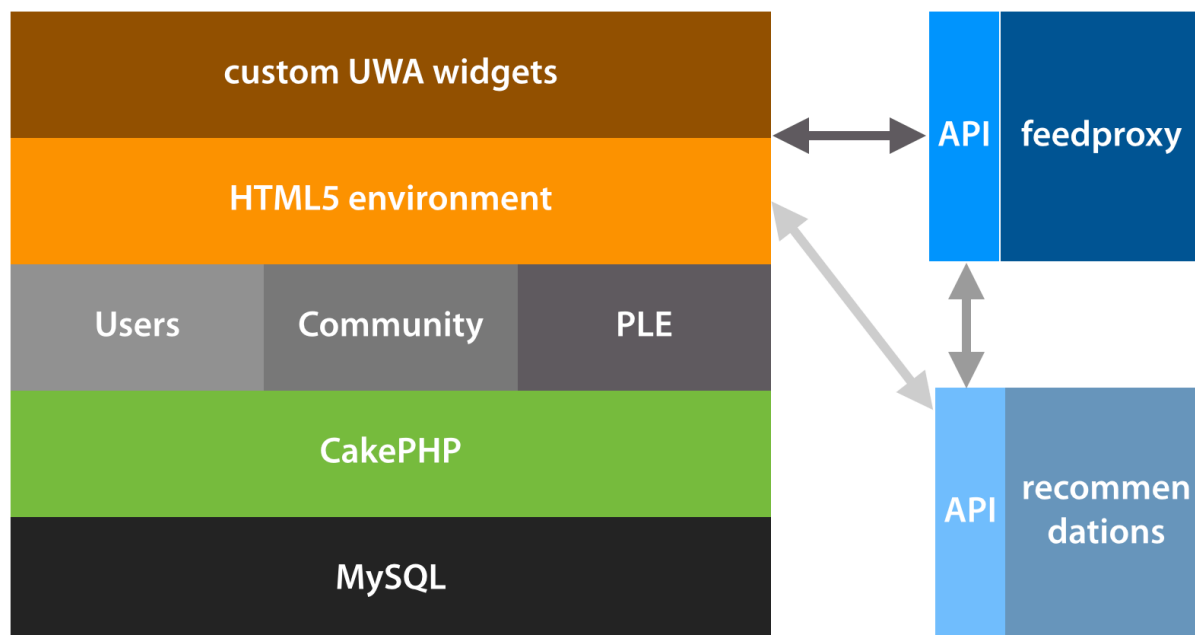 custom UWA widgets
HTML5 environment
Users
Community
PLE
CakePHP
MySQL
API
feedproxy
API
recommen
dations